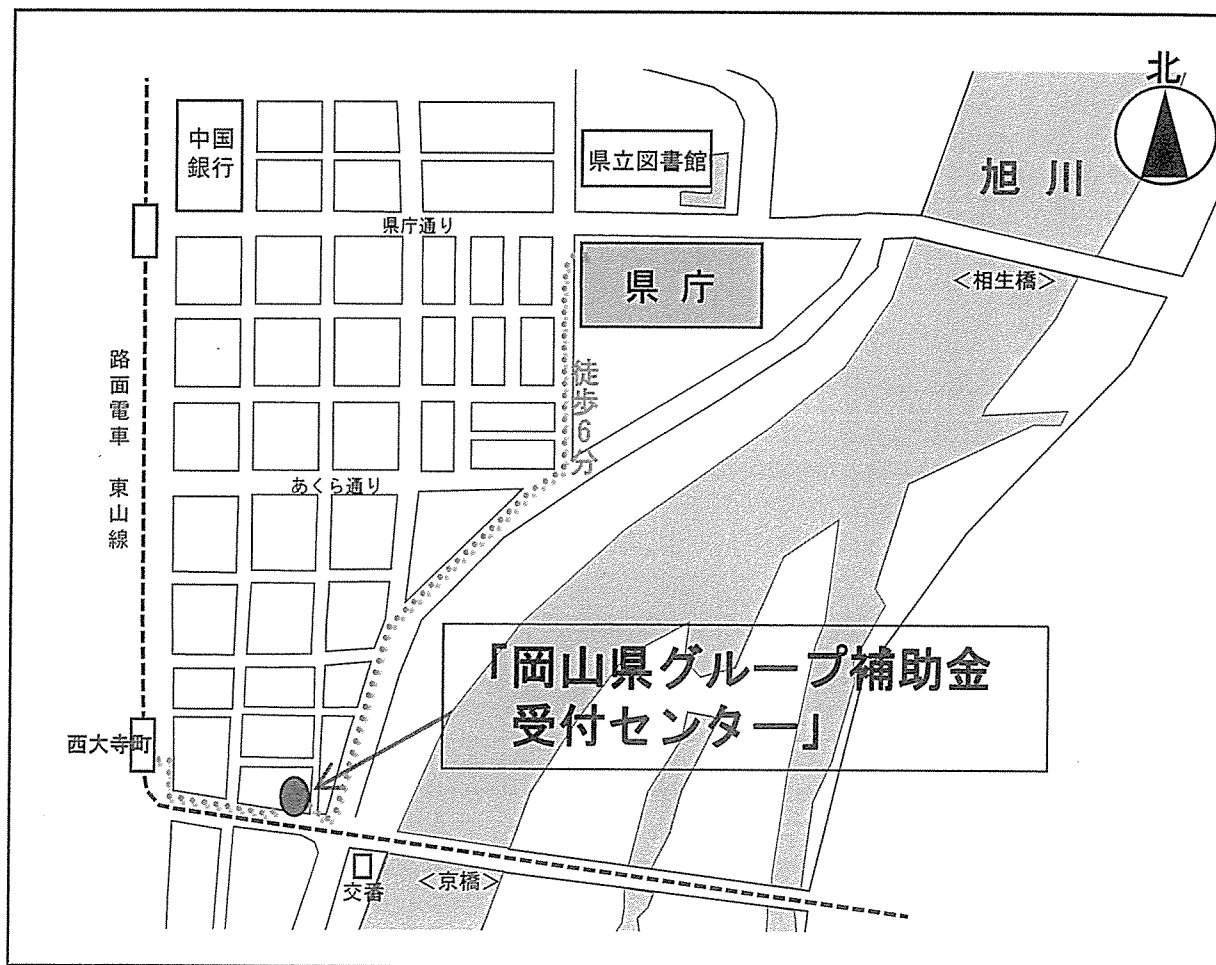 北
中国
銀行
県立図書館
旭川
県庁通り
県庁
<相生橋>
路面電車 東山線
徒歩6分
あくら通り
「岡山県グループ補助金
受付センター」
西大寺町
交番
<京橋>